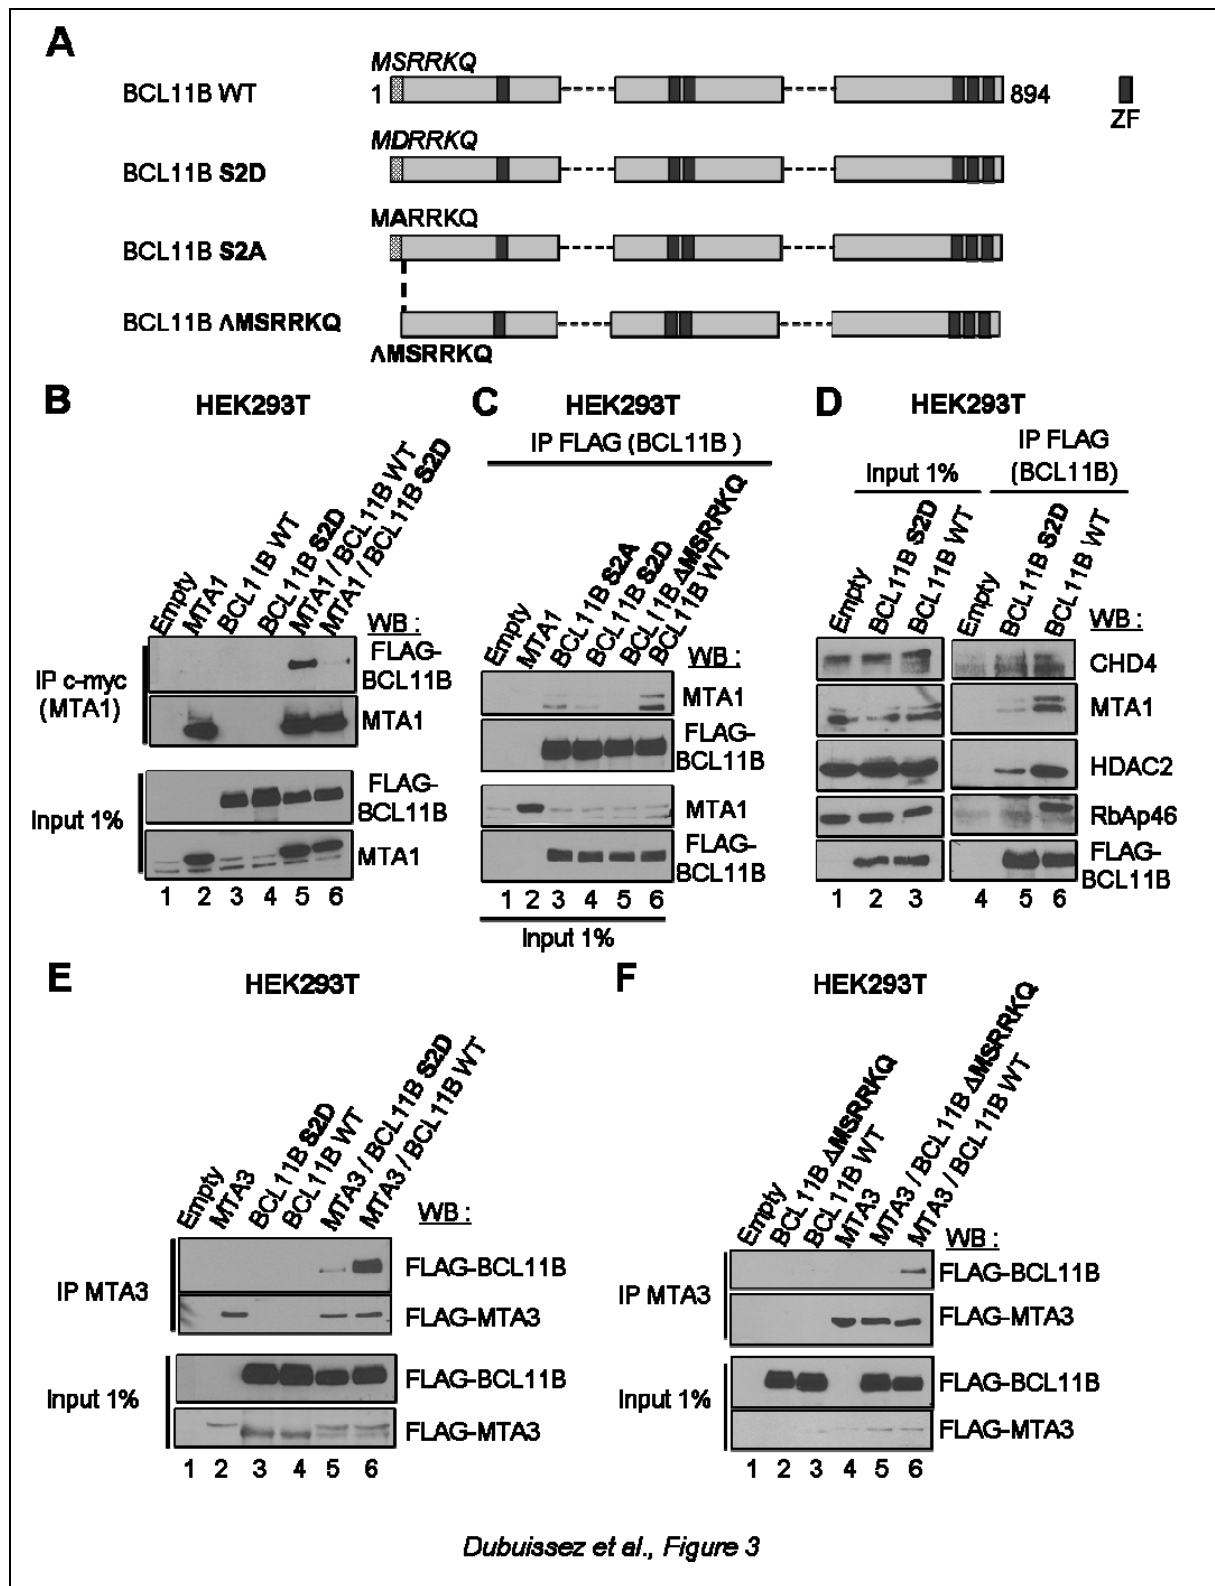 A
MSRRKQ
BCL11B WT
1
894
ZF
MDRRKQ
BCL11B S2D
MARRKQ
BCL11B S2A
BCL11B ΛMSRRKQ
ΛMSRRKQ
B
HEK293T
Empty
MTA1
BCL11B WT
BCL11B S2D
MTA1 / BCL11B WT
MTA1 / BCL11B S2D
WB :
IP c-myc
(MTA1)
FLAG-
BCL11B
MTA1
Input 1%
FLAG-
BCL11B
MTA1
1 2 3 4 5 6
C
HEK293T
IP FLAG (BCL11B )
Empty
MTA1
BCL11B S2A
BCL11B S2D
BCL11B ΔMSRRKQ
BCL11B WT
WB :
MTA1
FLAG-
BCL11B
MTA1
FLAG-
BCL11B
1 2 3 4 5 6
Input 1%
D
HEK293T
Input 1%
IP FLAG
(BCL11B)
Empty
BCL11B S2D
BCL11B WT
Empty
BCL11B S2D
BCL11B WT
WB :
CHD4
MTA1
HDAC2
RbAp46
FLAG-
BCL11B
1 2 3 4 5 6
E
HEK293T
Empty
MTA3
BCL11B S2D
BCL11B WT
MTA3 / BCL11B S2D
MTA3 / BCL11B WT
WB :
IP MTA3
FLAG-BCL11B
FLAG-MTA3
Input 1%
FLAG-BCL11B
FLAG-MTA3
1 2 3 4 5 6
F
HEK293T
Empty
BCL11B ΔMSRRKQ
BCL11B WT
MTA3
MTA3 / BCL11B ΔMSRRKQ
MTA3 / BCL11B WT
WB :
IP MTA3
FLAG-BCL11B
FLAG-MTA3
Input 1%
FLAG-BCL11B
FLAG-MTA3
1 2 3 4 5 6
Dubuissez et al., Figure 3